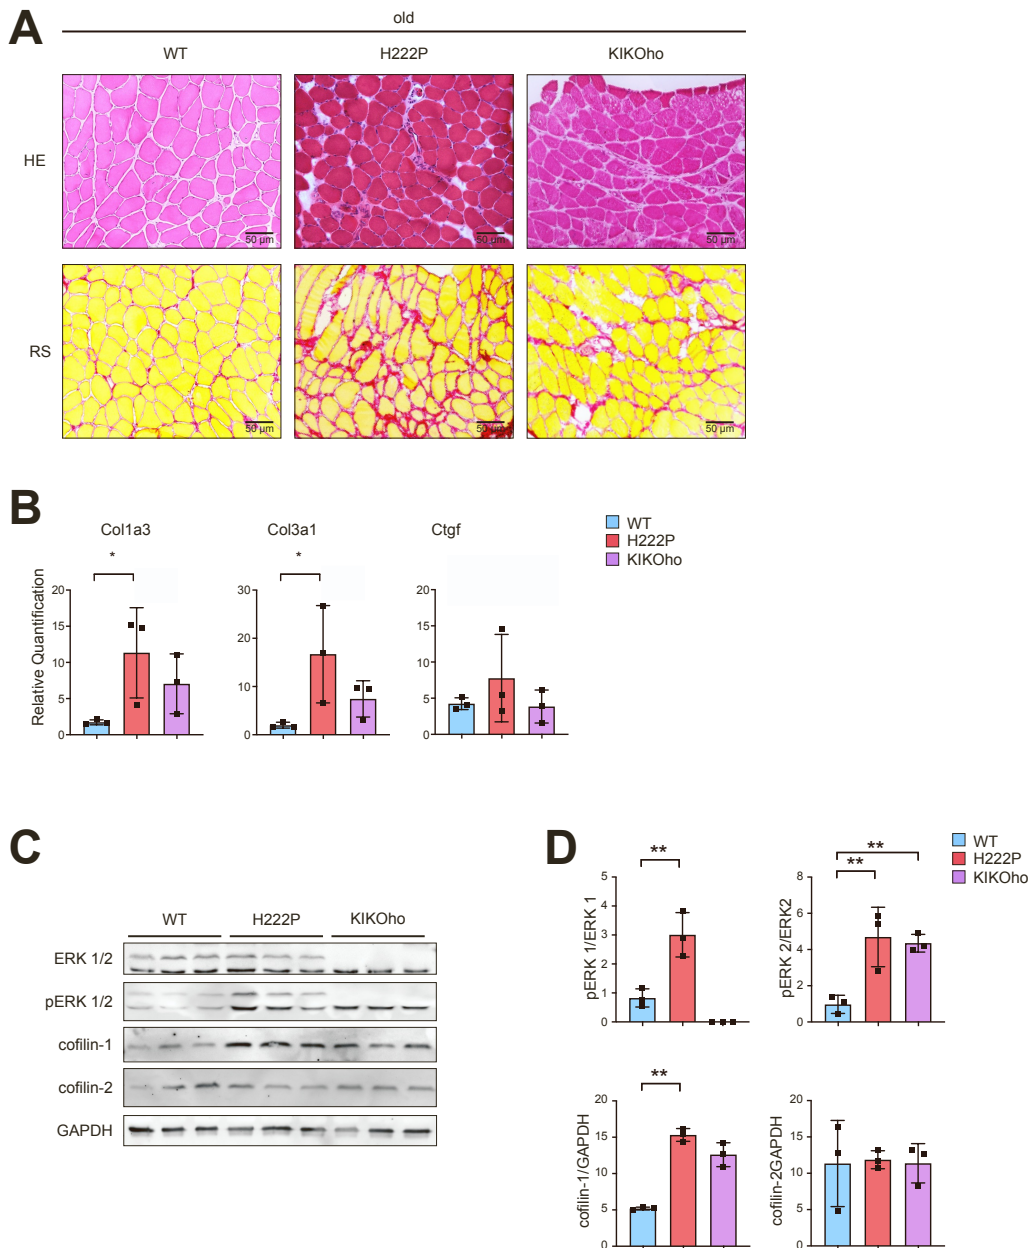 A
old
WT H222P KIKOho
HE
50 µm 50 µm 50 µm
RS
50 µm 50 µm 50 µm
B
Col1a3 Col3a1 Ctgf
WT
H222P
KIKOho
* *
Relative Quantification
20
15
10
5
0
30
20
10
0
20
15
10
5
0
C
WT H222P KIKOho
ERK 1/2
pERK 1/2
cofilin-1
cofilin-2
GAPDH
D
WT
H222P
KIKOho
**
pERK 1/ERK 1
5
4
3
2
1
0
**
**
pERK 2/ERK2
8
6
4
2
0
**
cofilin-1/GAPDH
20
15
10
5
0
cofilin-2GAPDH
20
15
10
5
0